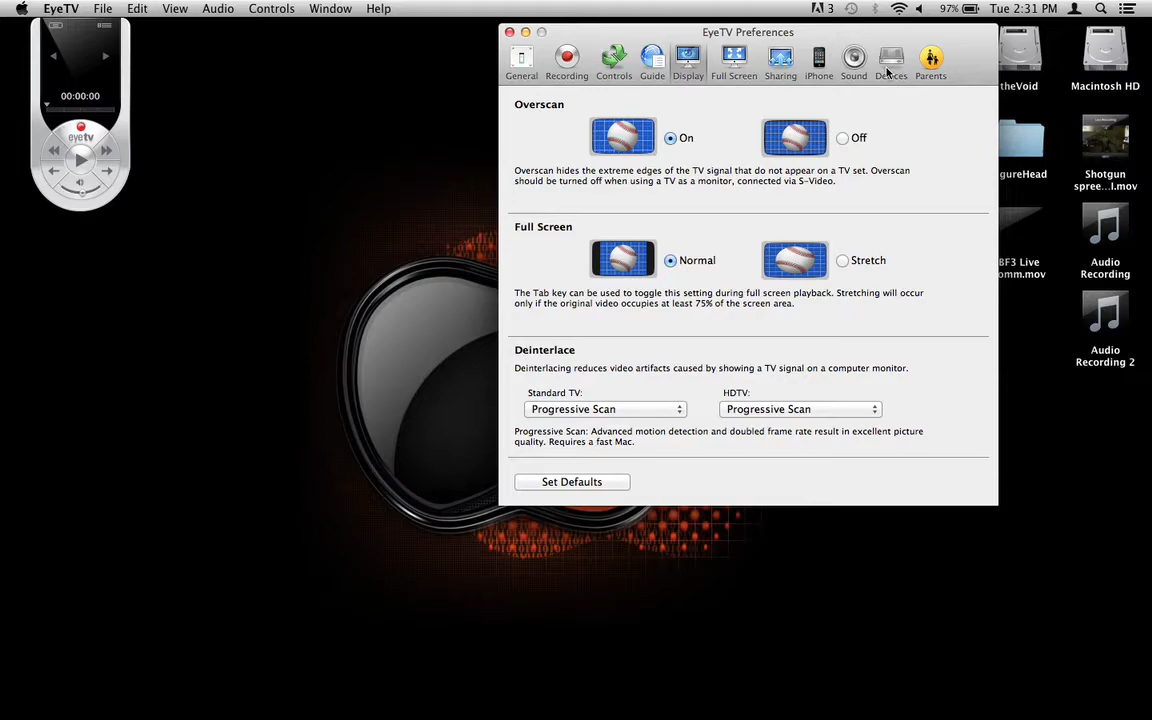 EyeTV File Edit View Audio Controls Window Help
3 97% Tue 2:31 PM
00:00:00
eyetv
EyeTV Preferences
General Recording Controls Guide Display Full Screen Sharing iPhone Sound Devices Parents
Overscan
On Off
Overscan hides the extreme edges of the TV signal that do not appear on a TV set. Overscan
should be turned off when using a TV as a monitor, connected via S-Video.
Full Screen
Normal Stretch
The Tab key can be used to toggle this setting during full screen playback. Stretching will occur
only if the original video occupies at least 75% of the screen area.
Deinterlace
Deinterlacing reduces video artifacts caused by showing a TV signal on a computer monitor.
Standard TV: HDTV:
Progressive Scan Progressive Scan
Progressive Scan: Advanced motion detection and doubled frame rate result in excellent picture
quality. Requires a fast Mac.
Set Defaults
theVoid Macintosh HD
gureHead Shotgun
spree...l.mov
BF3 Live
omm.mov
Audio
Recording
Audio
Recording 2